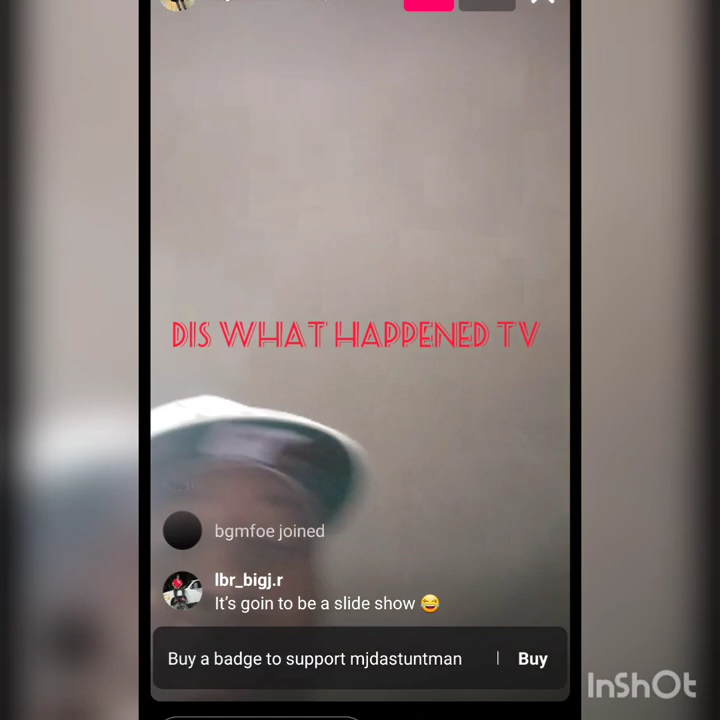 DIS WHAT HAPPENED TV
bgmfoe joined
lbr_bigj.r
It's goin to be a slide show 😂
Buy a badge to support mjdastuntman | Buy
InShOt